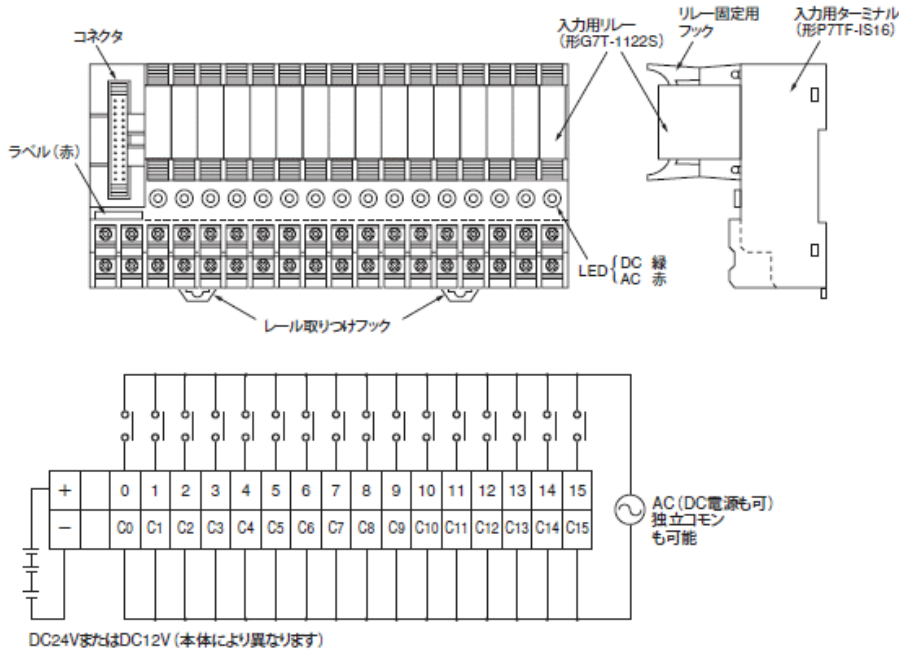 コネクタ
入力用リレー
(形G7T-1122S)
リレー固定用
フック
入力用ターミナル
(形P7TF-IS16)
ラベル(赤)
LED DC 緑
AC 赤
レール取りつけフック
+ 0 1 2 3 4 5 6 7 8 9 10 11 12 13 14 15
− C0 C1 C2 C3 C4 C5 C6 C7 C8 C9 C10 C11 C12 C13 C14 C15
AC(DC電源も可)
独立コモン
も可能
DC24VまたはDC12V(本体により異なります)